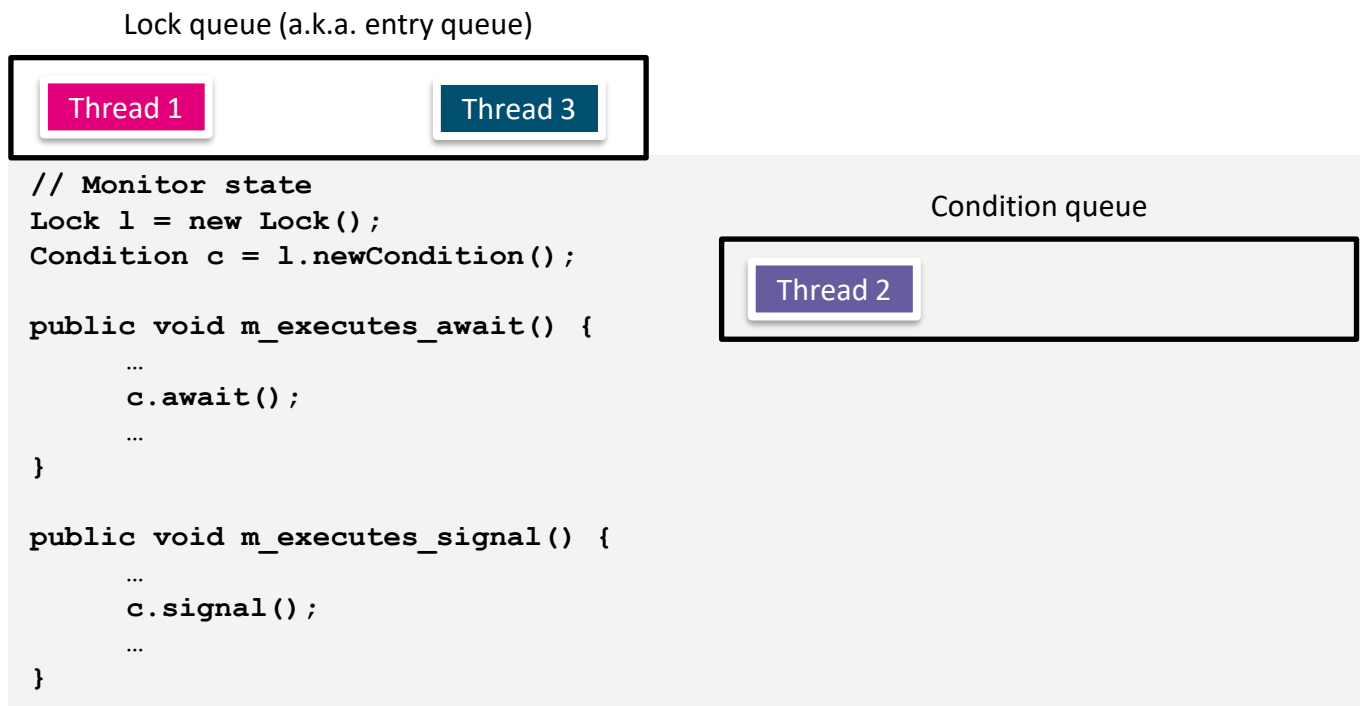 Lock queue (a.k.a. entry queue)
Thread 1
Thread 3
// Monitor state
Lock l = new Lock();
Condition c = l.newCondition();
public void m_executes_await() {
…
c.await();
…
}
public void m_executes_signal() {
…
c.signal();
…
}
Condition queue
Thread 2